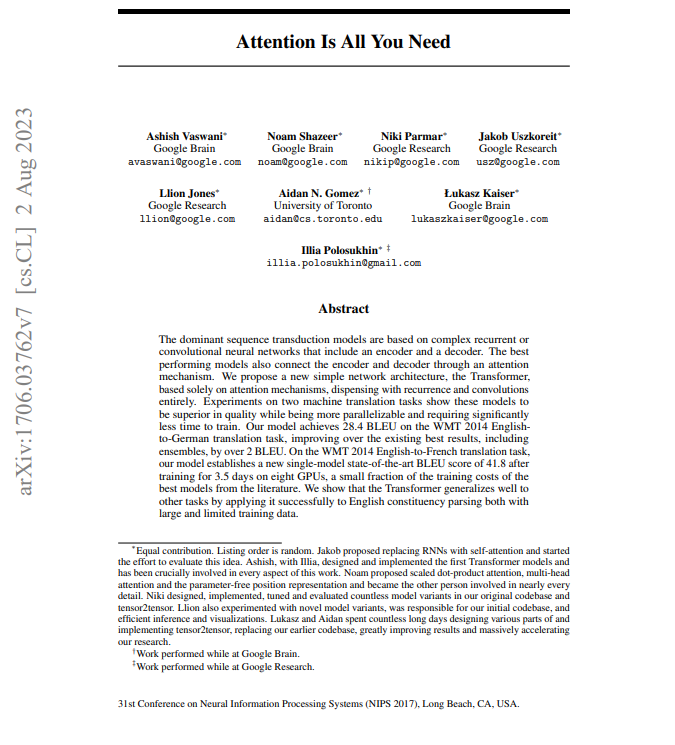 arXiv:1706.03762v7 [cs.CL] 2 Aug 2023
Attention Is All You Need
Ashish Vaswani* Noam Shazeer* Niki Parmar* Jakob Uszkoreit*
Google Brain Google Brain Google Research Google Research
avaswani@google.com noam@google.com nikip@google.com usz@google.com
Llion Jones* Aidan N. Gomez* † Łukasz Kaiser*
Google Research University of Toronto Google Brain
llion@google.com aidan@cs.toronto.edu lukaszkaiser@google.com
Illia Polosukhin* ‡
illia.polosukhin@gmail.com
Abstract
The dominant sequence transduction models are based on complex recurrent or
convolutional neural networks that include an encoder and a decoder. The best
performing models also connect the encoder and decoder through an attention
mechanism. We propose a new simple network architecture, the Transformer,
based solely on attention mechanisms, dispensing with recurrence and convolutions
entirely. Experiments on two machine translation tasks show these models to
be superior in quality while being more parallelizable and requiring significantly
less time to train. Our model achieves 28.4 BLEU on the WMT 2014 English-
to-German translation task, improving over the existing best results, including
ensembles, by over 2 BLEU. On the WMT 2014 English-to-French translation task,
our model establishes a new single-model state-of-the-art BLEU score of 41.8 after
training for 3.5 days on eight GPUs, a small fraction of the training costs of the
best models from the literature. We show that the Transformer generalizes well to
other tasks by applying it successfully to English constituency parsing both with
large and limited training data.
*Equal contribution. Listing order is random. Jakob proposed replacing RNNs with self-attention and started
the effort to evaluate this idea. Ashish, with Illia, designed and implemented the first Transformer models and
has been crucially involved in every aspect of this work. Noam proposed scaled dot-product attention, multi-head
attention and the parameter-free position representation and became the other person involved in nearly every
detail. Niki designed, implemented, tuned and evaluated countless model variants in our original codebase and
tensor2tensor. Llion also experimented with novel model variants, was responsible for our initial codebase, and
efficient inference and visualizations. Lukasz and Aidan spent countless long days designing various parts of and
implementing tensor2tensor, replacing our earlier codebase, greatly improving results and massively accelerating
our research.
†Work performed while at Google Brain.
‡Work performed while at Google Research.
31st Conference on Neural Information Processing Systems (NIPS 2017), Long Beach, CA, USA.